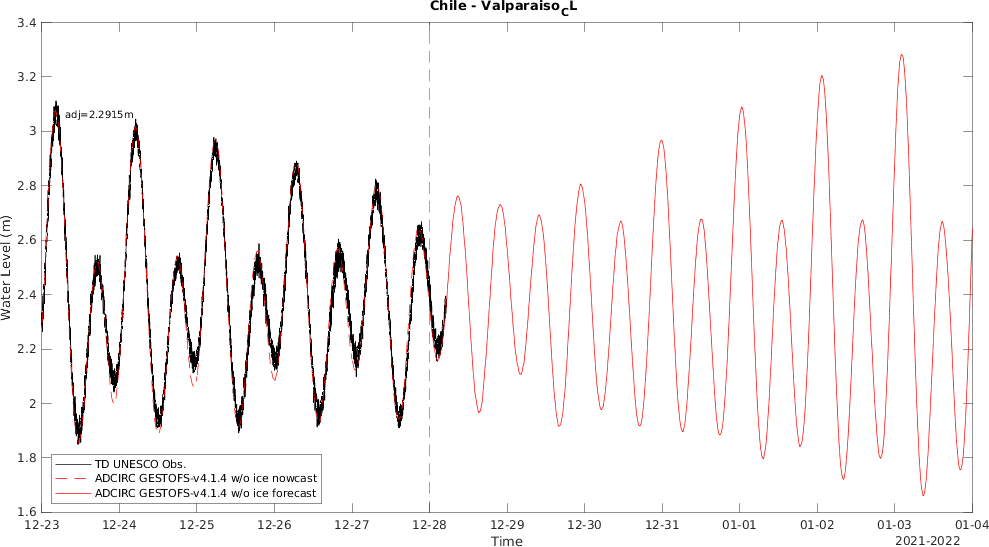 Chile - Valparaiso_CL
3.4
3.2
3
2.8
2.6
2.4
2.2
2
1.8
1.6
Water Level (m)
adj=2.2915m
TD UNESCO Obs.
ADCIRC GESTOFS-v4.1.4 w/o ice nowcast
ADCIRC GESTOFS-v4.1.4 w/o ice forecast
12-23 12-24 12-25 12-26 12-27 12-28 12-29 12-30 12-31 01-01 01-02 01-03 01-04
Time
2021-2022